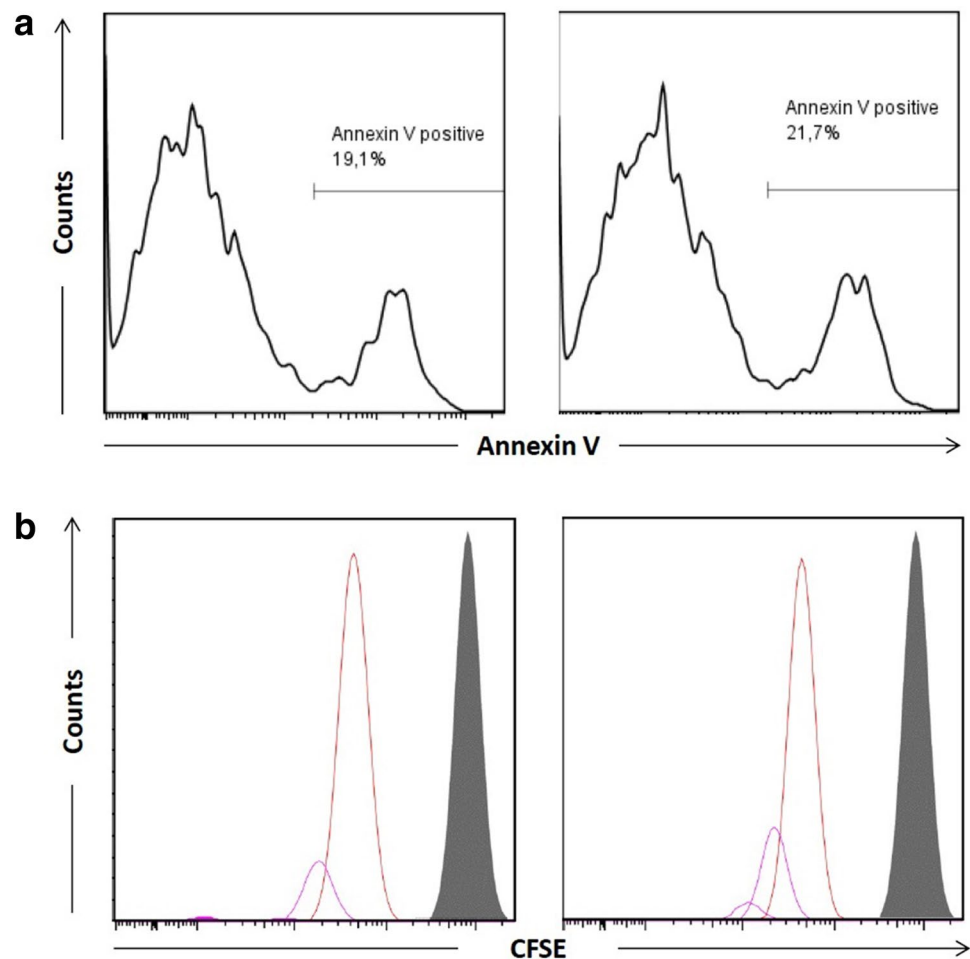 a
Counts
Annexin V positive
19,1%
Annexin V positive
21,7%
Annexin V
b
Counts
CFSE